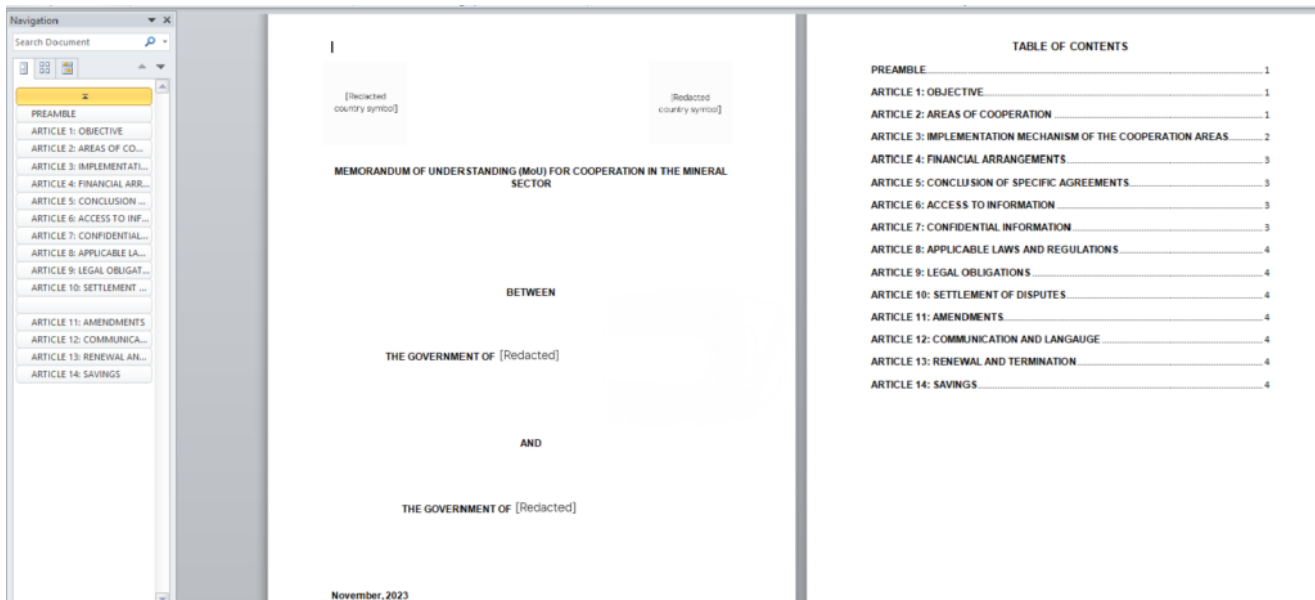 Navigation
Search Document
PREAMBLE
ARTICLE 1: OBJECTIVE
ARTICLE 2: AREAS OF CO...
ARTICLE 3: IMPLEMENTATI...
ARTICLE 4: FINANCIAL ARR...
ARTICLE 5: CONCLUSION ...
ARTICLE 6: ACCESS TO INF...
ARTICLE 7: CONFIDENTIAL...
ARTICLE 8: APPLICABLE LA...
ARTICLE 9: LEGAL OBLIGAT...
ARTICLE 10: SETTLEMENT ...
ARTICLE 11: AMENDMENTS
ARTICLE 12: COMMUNICA...
ARTICLE 13: RENEWAL AN...
ARTICLE 14: SAVINGS
[Redacted
country symbol]
[Redacted
country symbol]
MEMORANDUM OF UNDERSTANDING (MoU) FOR COOPERATION IN THE MINERAL
SECTOR
BETWEEN
THE GOVERNMENT OF [Redacted]
AND
THE GOVERNMENT OF [Redacted]
November, 2023
TABLE OF CONTENTS
PREAMBLE 1
ARTICLE 1: OBJECTIVE 1
ARTICLE 2: AREAS OF COOPERATION 1
ARTICLE 3: IMPLEMENTATION MECHANISM OF THE COOPERATION AREAS 2
ARTICLE 4: FINANCIAL ARRANGEMENTS 3
ARTICLE 5: CONCLUSION OF SPECIFIC AGREEMENTS 3
ARTICLE 6: ACCESS TO INFORMATION 3
ARTICLE 7: CONFIDENTIAL INFORMATION 3
ARTICLE 8: APPLICABLE LAWS AND REGULATIONS 4
ARTICLE 9: LEGAL OBLIGATIONS 4
ARTICLE 10: SETTLEMENT OF DISPUTES 4
ARTICLE 11: AMENDMENTS 4
ARTICLE 12: COMMUNICATION AND LANGAUGE 4
ARTICLE 13: RENEWAL AND TERMINATION 4
ARTICLE 14: SAVINGS 4